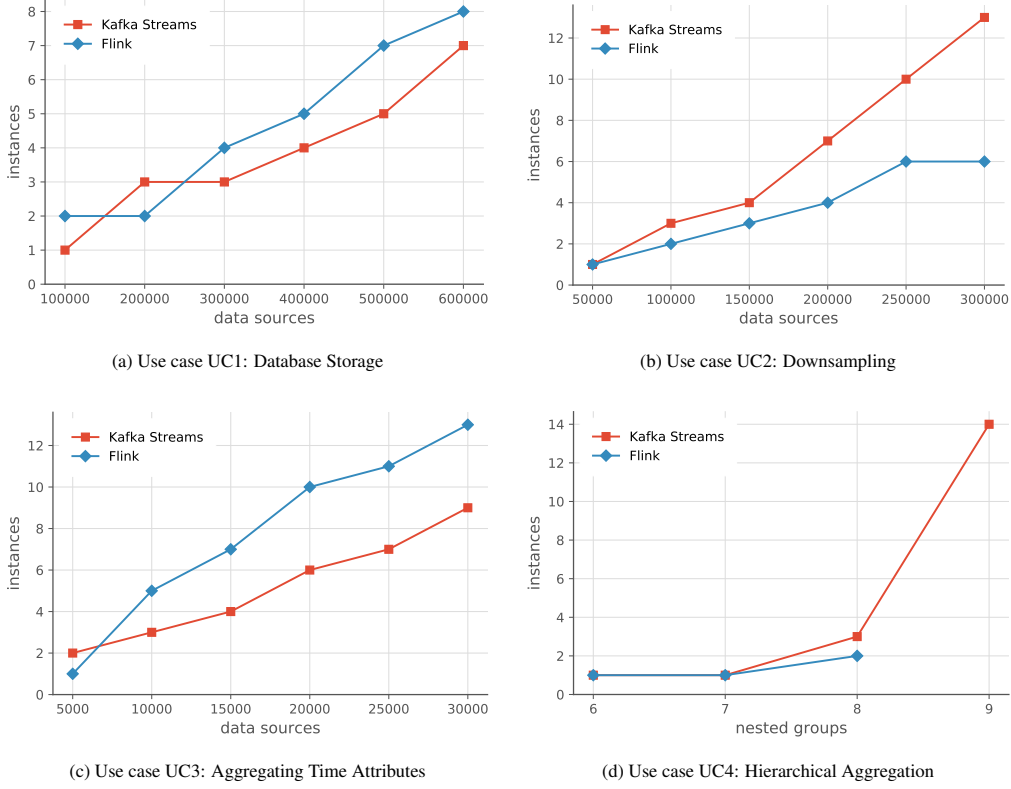 8
7
6
5
4
3
2
1
0
instances
Kafka Streams
Flink
100000 200000 300000 400000 500000 600000
data sources
(a) Use case UC1: Database Storage
12
10
8
6
4
2
0
instances
Kafka Streams
Flink
50000 100000 150000 200000 250000 300000
data sources
(b) Use case UC2: Downsampling
12
10
8
6
4
2
0
instances
Kafka Streams
Flink
5000 10000 15000 20000 25000 30000
data sources
(c) Use case UC3: Aggregating Time Attributes
14
12
10
8
6
4
2
0
instances
Kafka Streams
Flink
6 7 8 9
nested groups
(d) Use case UC4: Hierarchical Aggregation